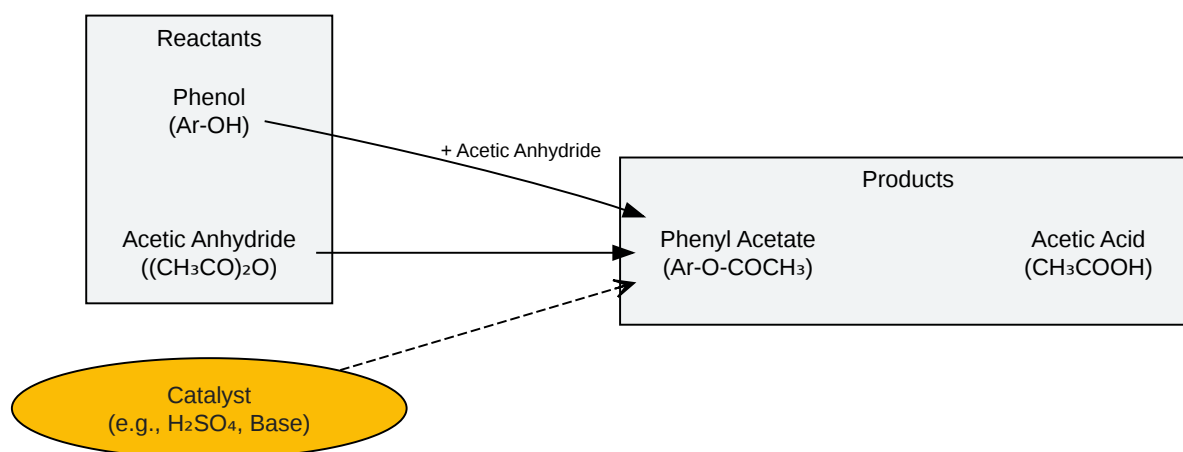 Reactants
Phenol
(Ar-OH)
+ Acetic Anhydride
Products
Acetic Anhydride
((CH₃CO)₂O)
Phenyl Acetate
(Ar-O-COCH₃)
Acetic Acid
(CH₃COOH)
Catalyst
(e.g., H₂SO₄, Base)